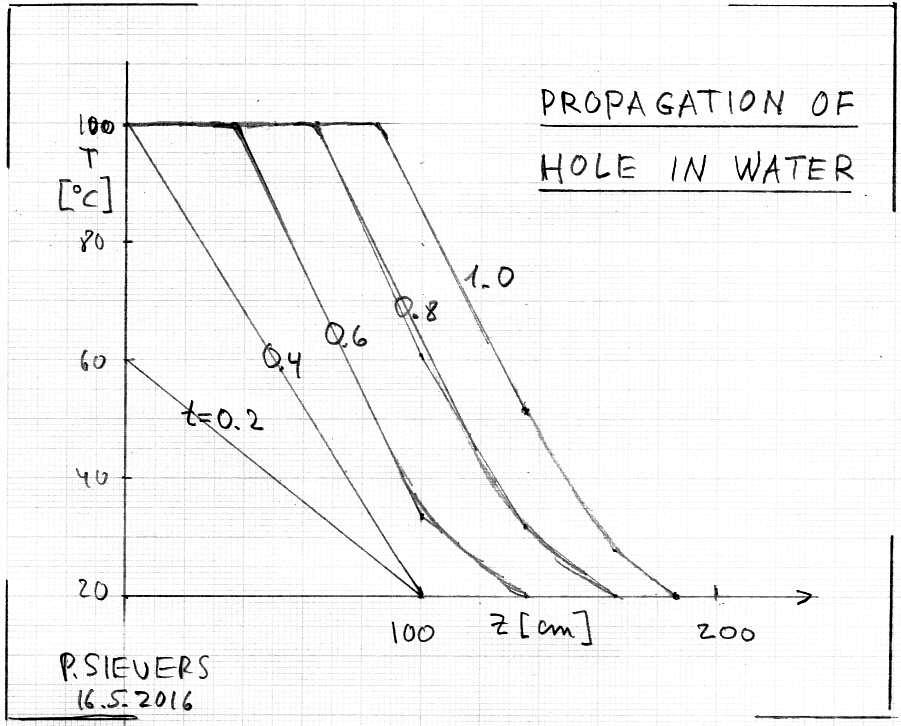 PROPAGATION OF
HOLE IN WATER
100
T
[°C]
80
60
40
20
t=0.2
0.4
0.6
0.8
1.0
100
Z [cm]
200
P. SIEVERS
16.5.2016